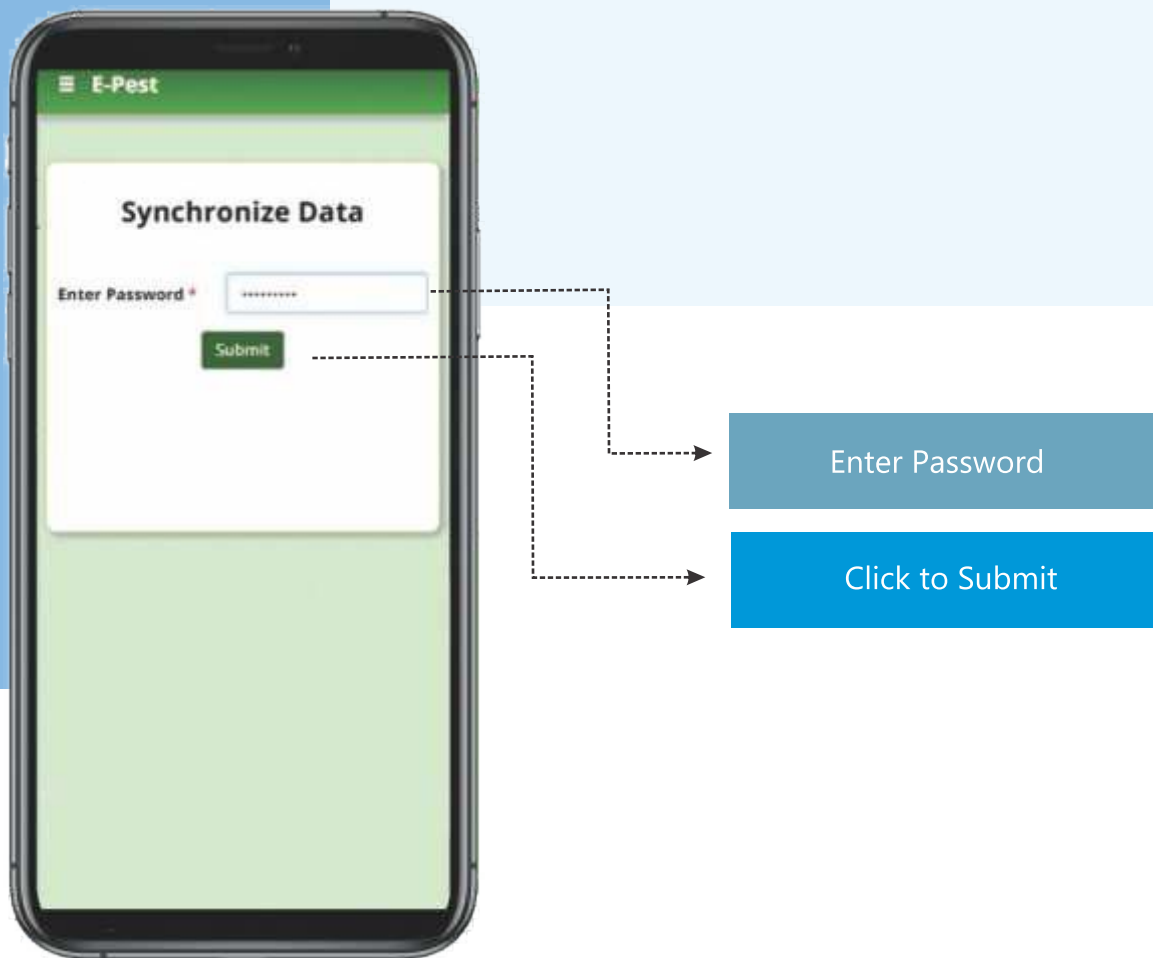 E-Pest
Synchronize Data
Enter Password *
Submit
Enter Password
Click to Submit